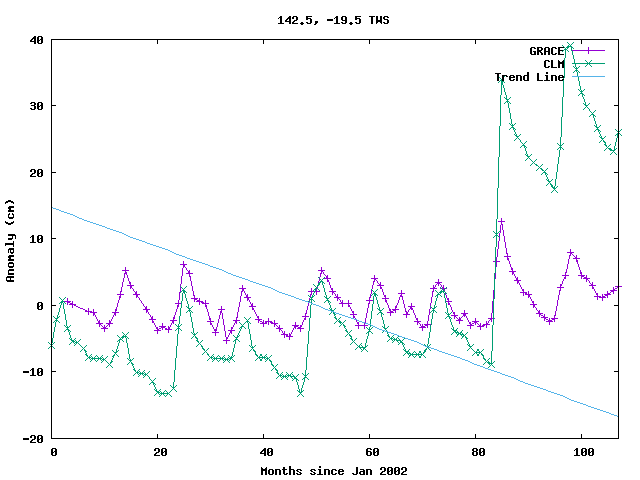 142.5, -19.5 TWS
GRACE
CLM
Trend Line
40
30
20
10
0
-10
-20
Anomaly (cm)
0 20 40 60 80 100
Months since Jan 2002